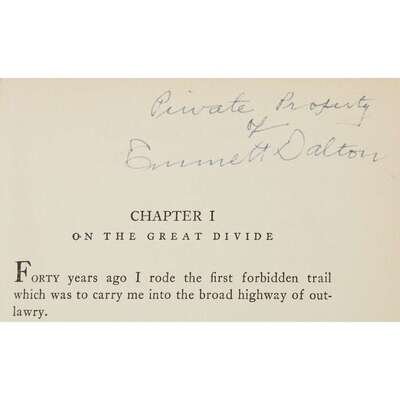 Private Property
of
Emmett Dalton
CHAPTER I
ON THE GREAT DIVIDE
Forty years ago I rode the first forbidden trail
which was to carry me into the broad highway of out-
lawry.